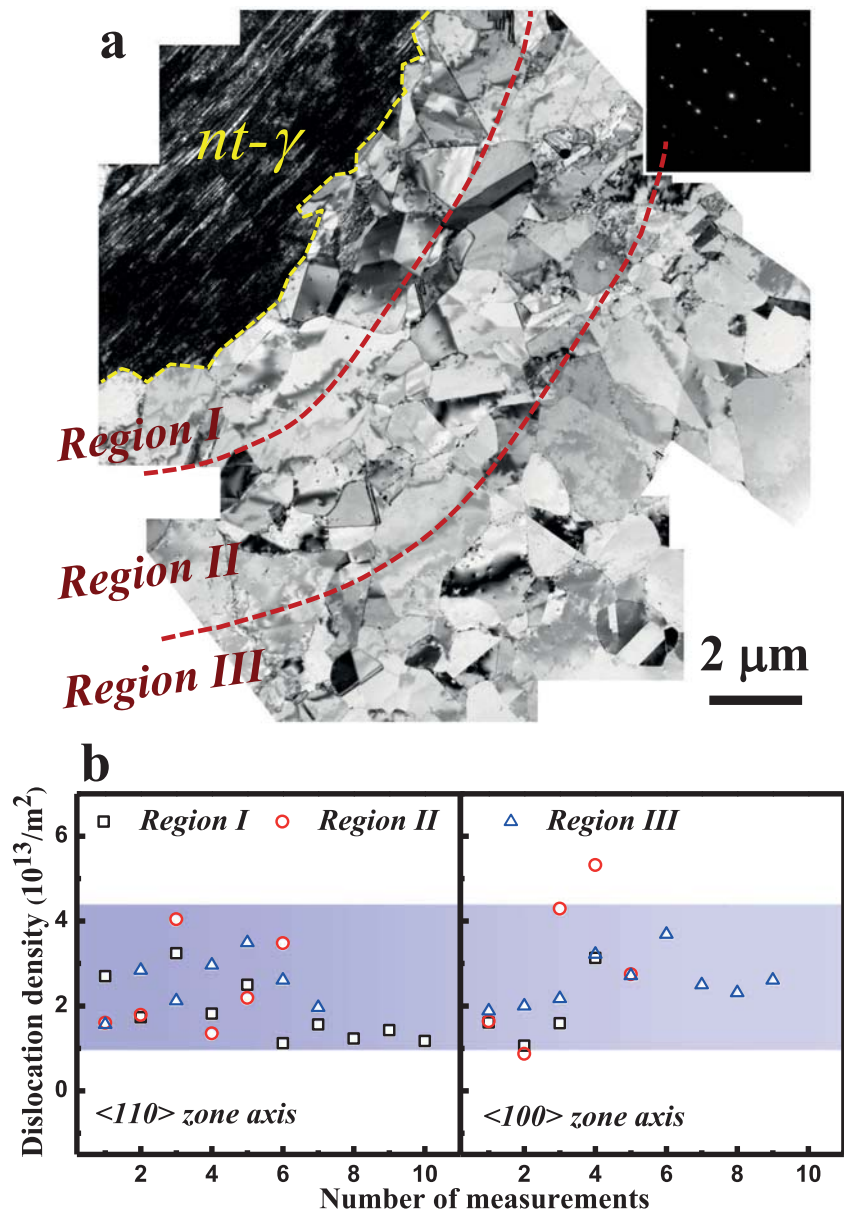 a
nt-γ
Region I
Region II
Region III
2 μm
b
Region I Region II Region III
Dislocation density (10¹³/m²)
6
4
2
0
<110> zone axis
<100> zone axis
2 4 6 8 10 2 4 6 8 10
Number of measurements